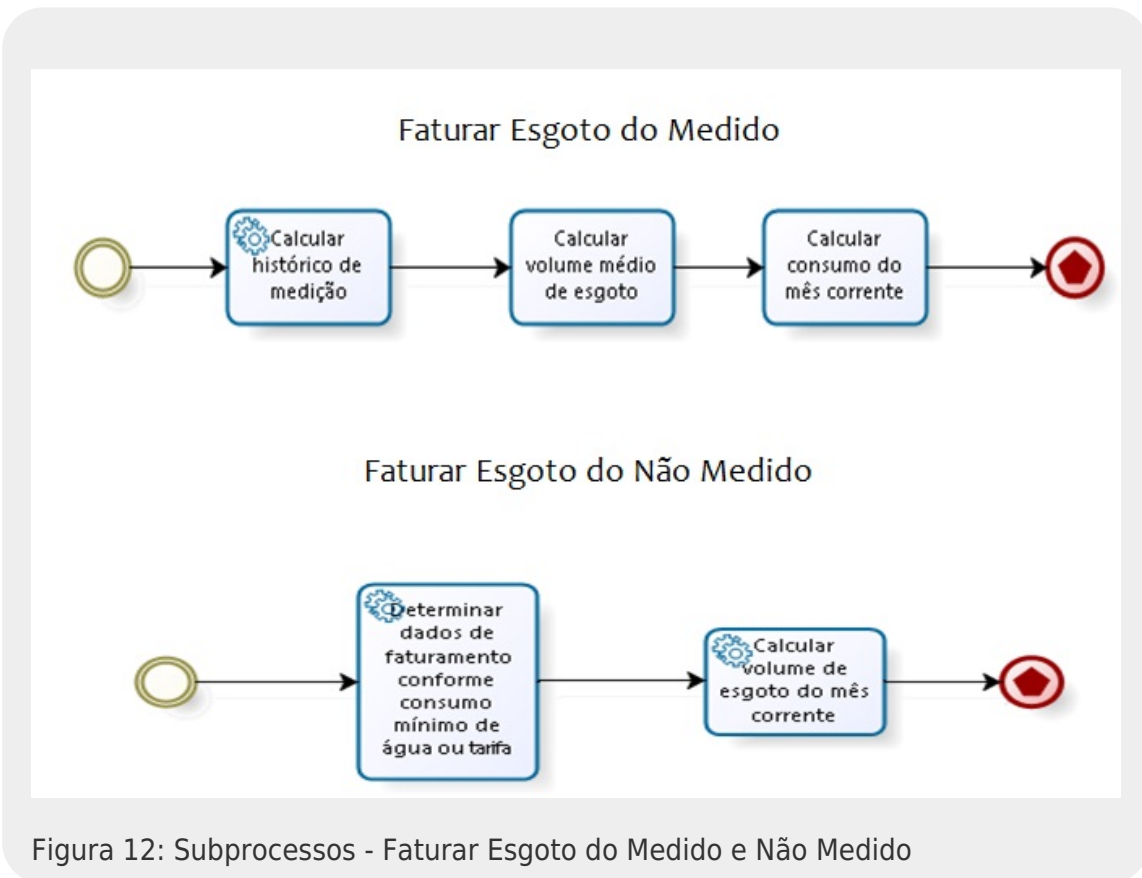 Faturar Esgoto do Medido
Calcular
histórico de
medição
Calcular
volume médio
de esgoto
Calcular
consumo do
mês corrente
Faturar Esgoto do Não Medido
Determinar
dados de
faturamento
conforme
consumo
mínimo de
água ou tarifa
Calcular
volume de
esgoto do mês
corrente
Figura 12: Subprocessos - Faturar Esgoto do Medido e Não Medido